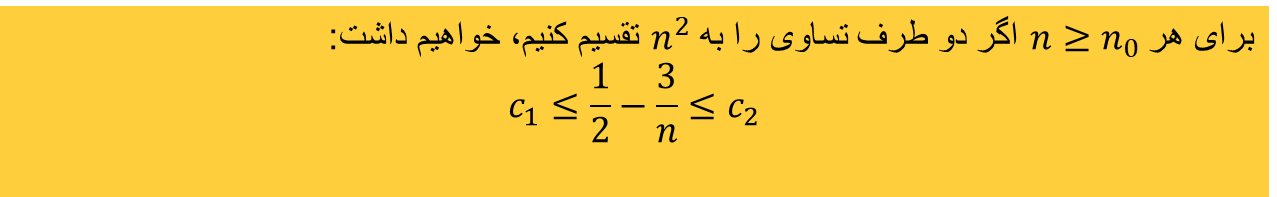 برای هر n ≥ n₀ اگر دو طرف تساوی را به n² تقسیم کنیم، خواهیم داشت:
c₁ ≤ 1/2 − 3/n ≤ c₂